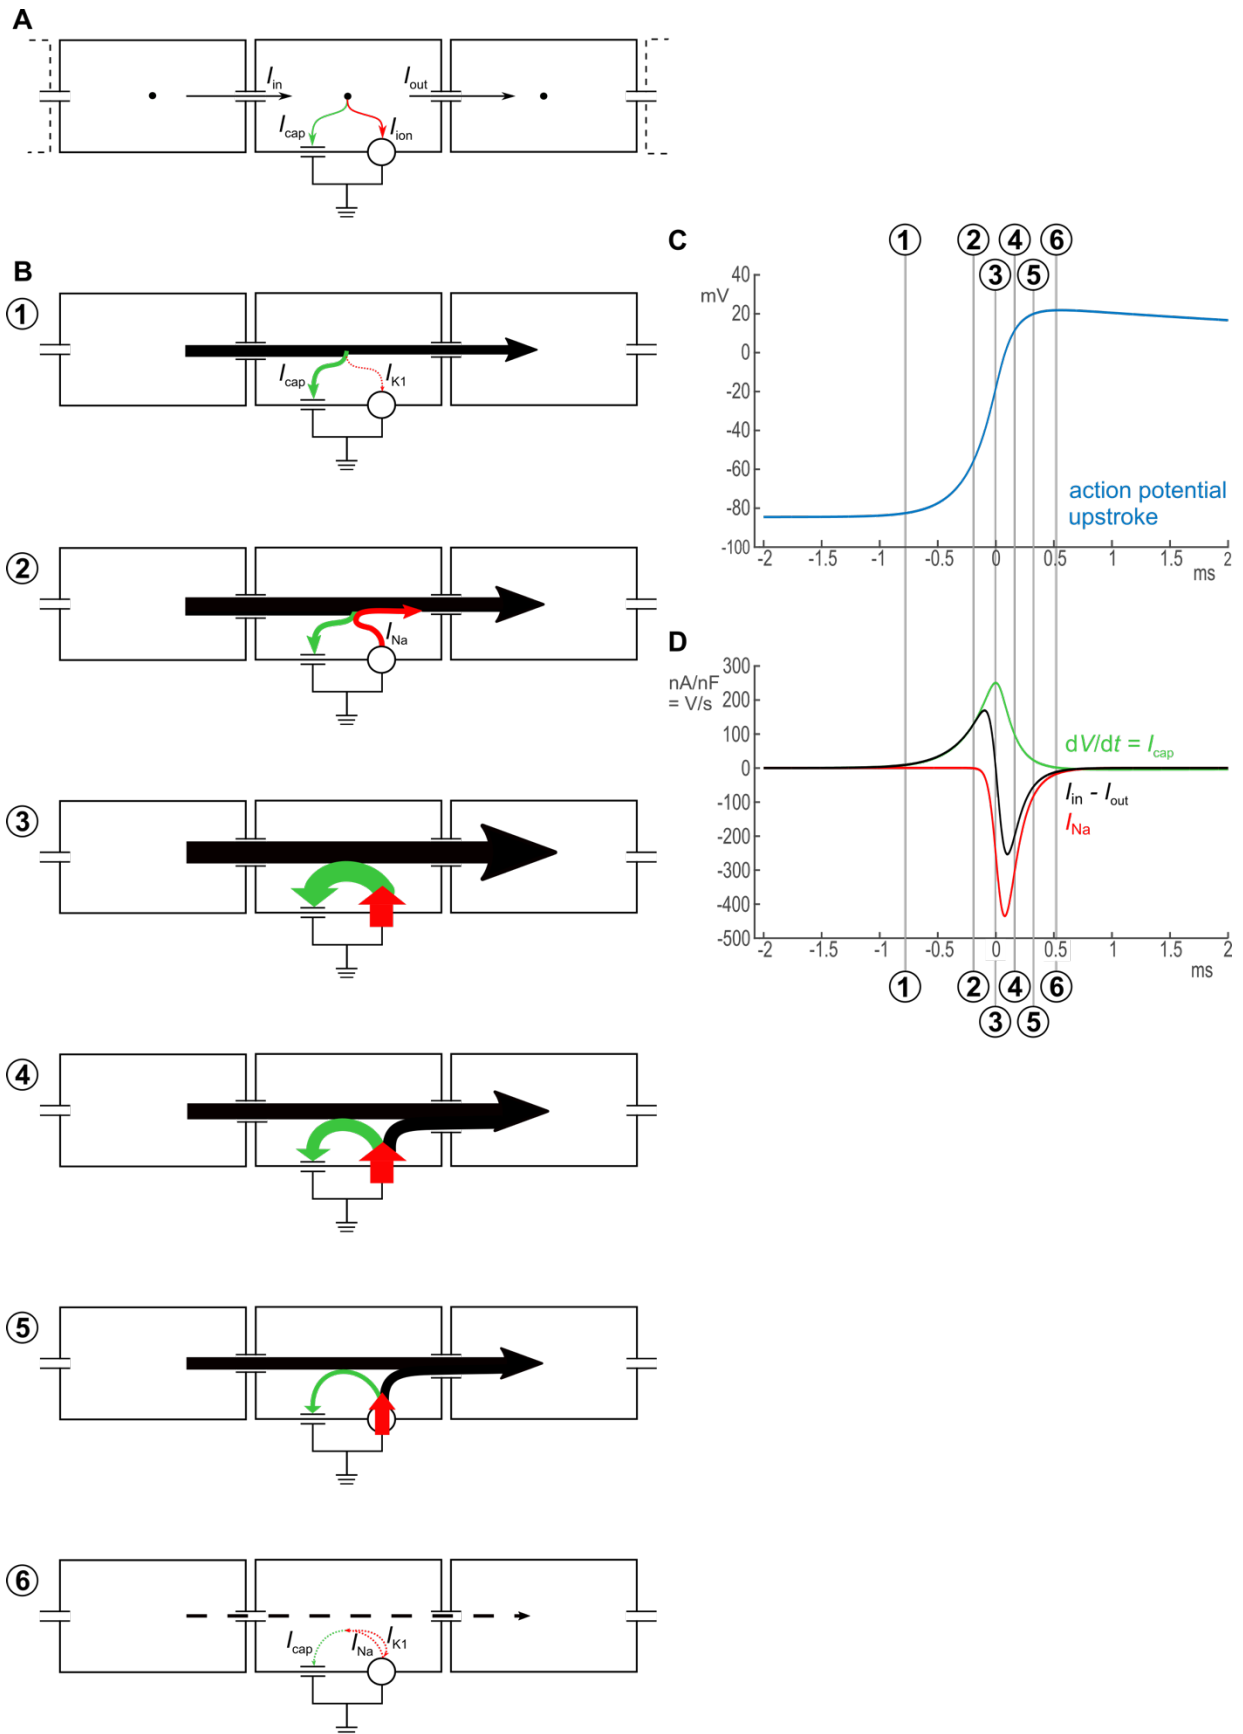 A
I_in
I_out
I_cap
I_ion
B
1
I_cap
I_K1
2
I_Na
3
4
5
6
I_cap
I_Na
I_K1
C
1
2
4
6
3
5
40
mV
20
0
-20
-40
-60
-80
-100
action potential
upstroke
-2 -1.5 -1 -0.5 0 0.5 1 1.5 2
ms
D
300
nA/nF
= V/s
200
100
0
-100
-200
-300
-400
-500
dV/dt = I_cap
I_in - I_out
I_Na
-2 -1.5 -1 -0.5 0 0.5 1 1.5 2
ms
1
2
4
6
3
5